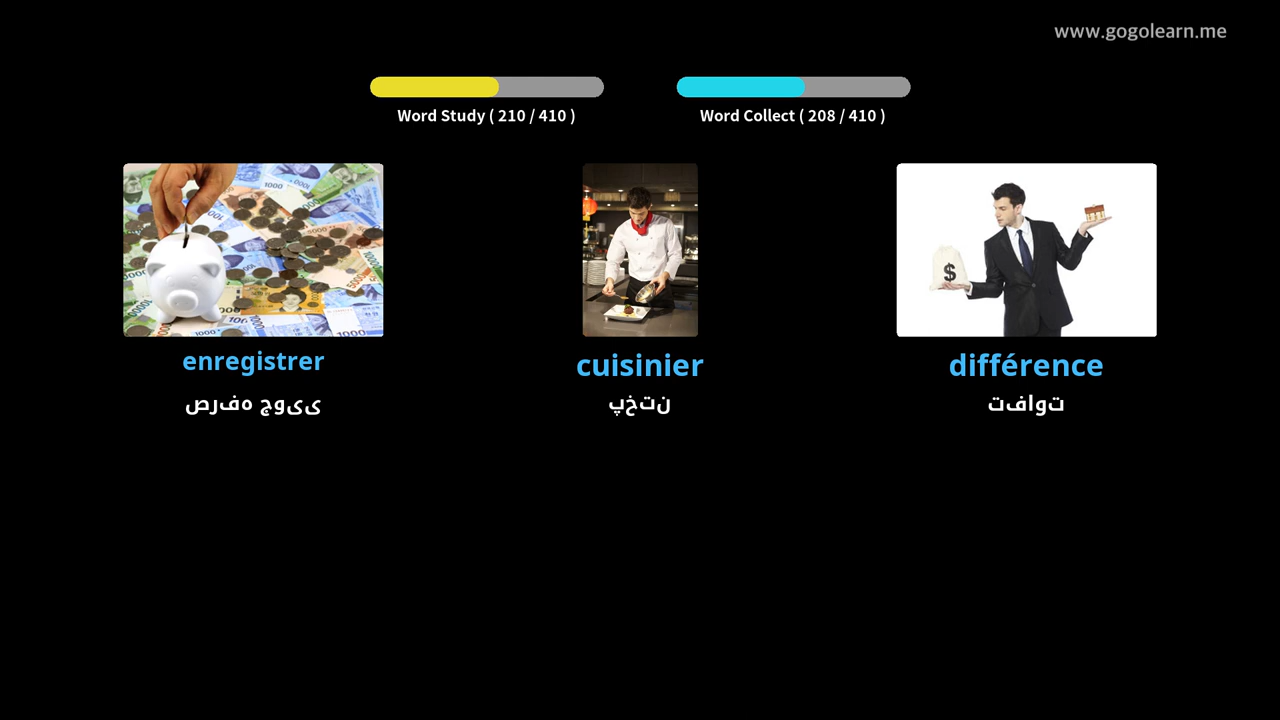 www.gogolearn.me
Word Study ( 210 / 410 )
Word Collect ( 208 / 410 )
enregistrer
cuisinier
différence
صرفه جویی
پختن
تفاوت